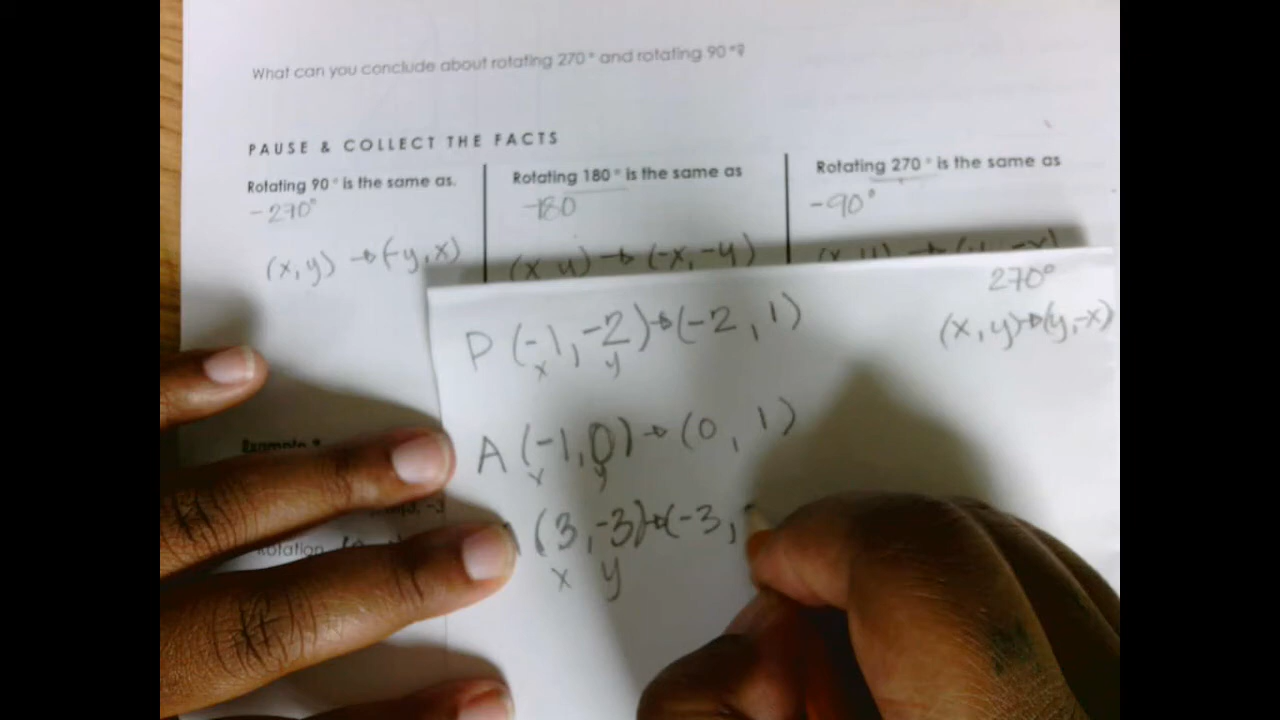 What can you conclude about rotating 270° and rotating 90°?
PAUSE & COLLECT THE FACTS
Rotating 90° is the same as.
-270°
(x,y) → (-y,x)
Rotating 180° is the same as
-180
(x y) → (-x,-y)
Rotating 270° is the same as
-90°
270°
(x,y)→(y,-x)
P (-1,-2)→(-2,1)
x y
A (-1,0)→(0,1)
x y
(3,-3)→(-3,
x y
Rotation